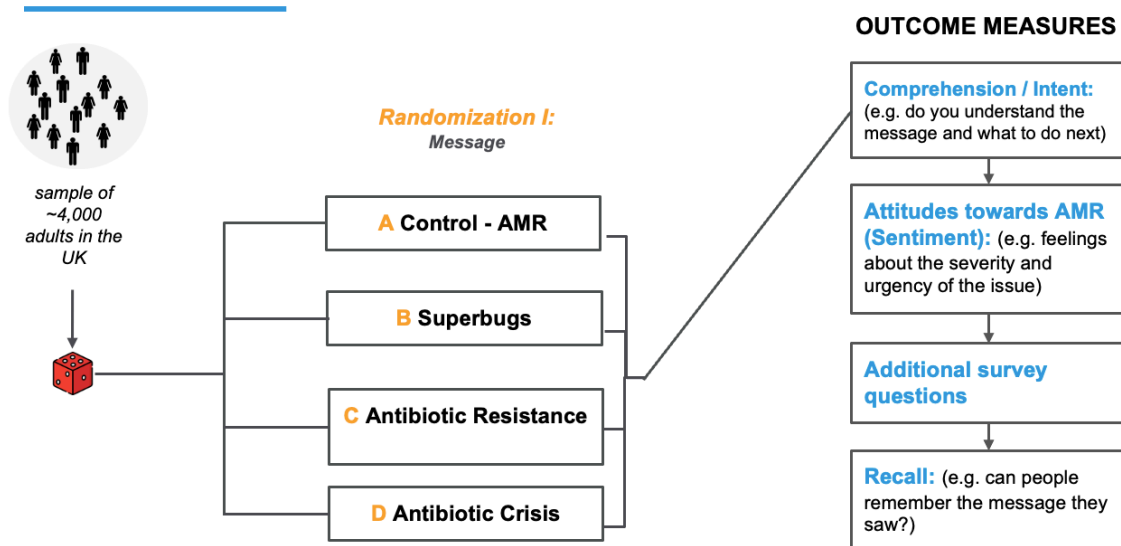 OUTCOME MEASURES
sample of
~4,000
adults in the
UK
Randomization I:
Message
A Control - AMR
B Superbugs
C Antibiotic Resistance
D Antibiotic Crisis
Comprehension / Intent:
(e.g. do you understand the
message and what to do next)
Attitudes towards AMR
(Sentiment): (e.g. feelings
about the severity and
urgency of the issue)
Additional survey
questions
Recall: (e.g. can people
remember the message they
saw?)